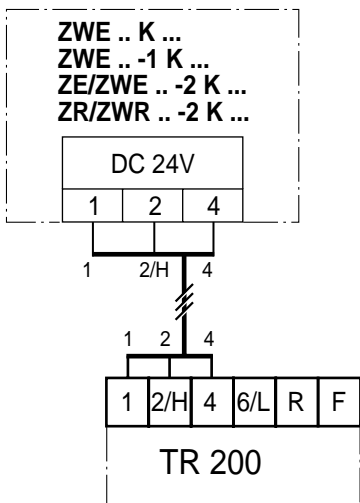 ZWE .. K ...
ZWE .. -1 K ...
ZE/ZWE .. -2 K ...
ZR/ZWR .. -2 K ...
DC 24V
1 2 4
1 2/H 4
1 2 4
1 2/H 4 6/L R F
TR 200